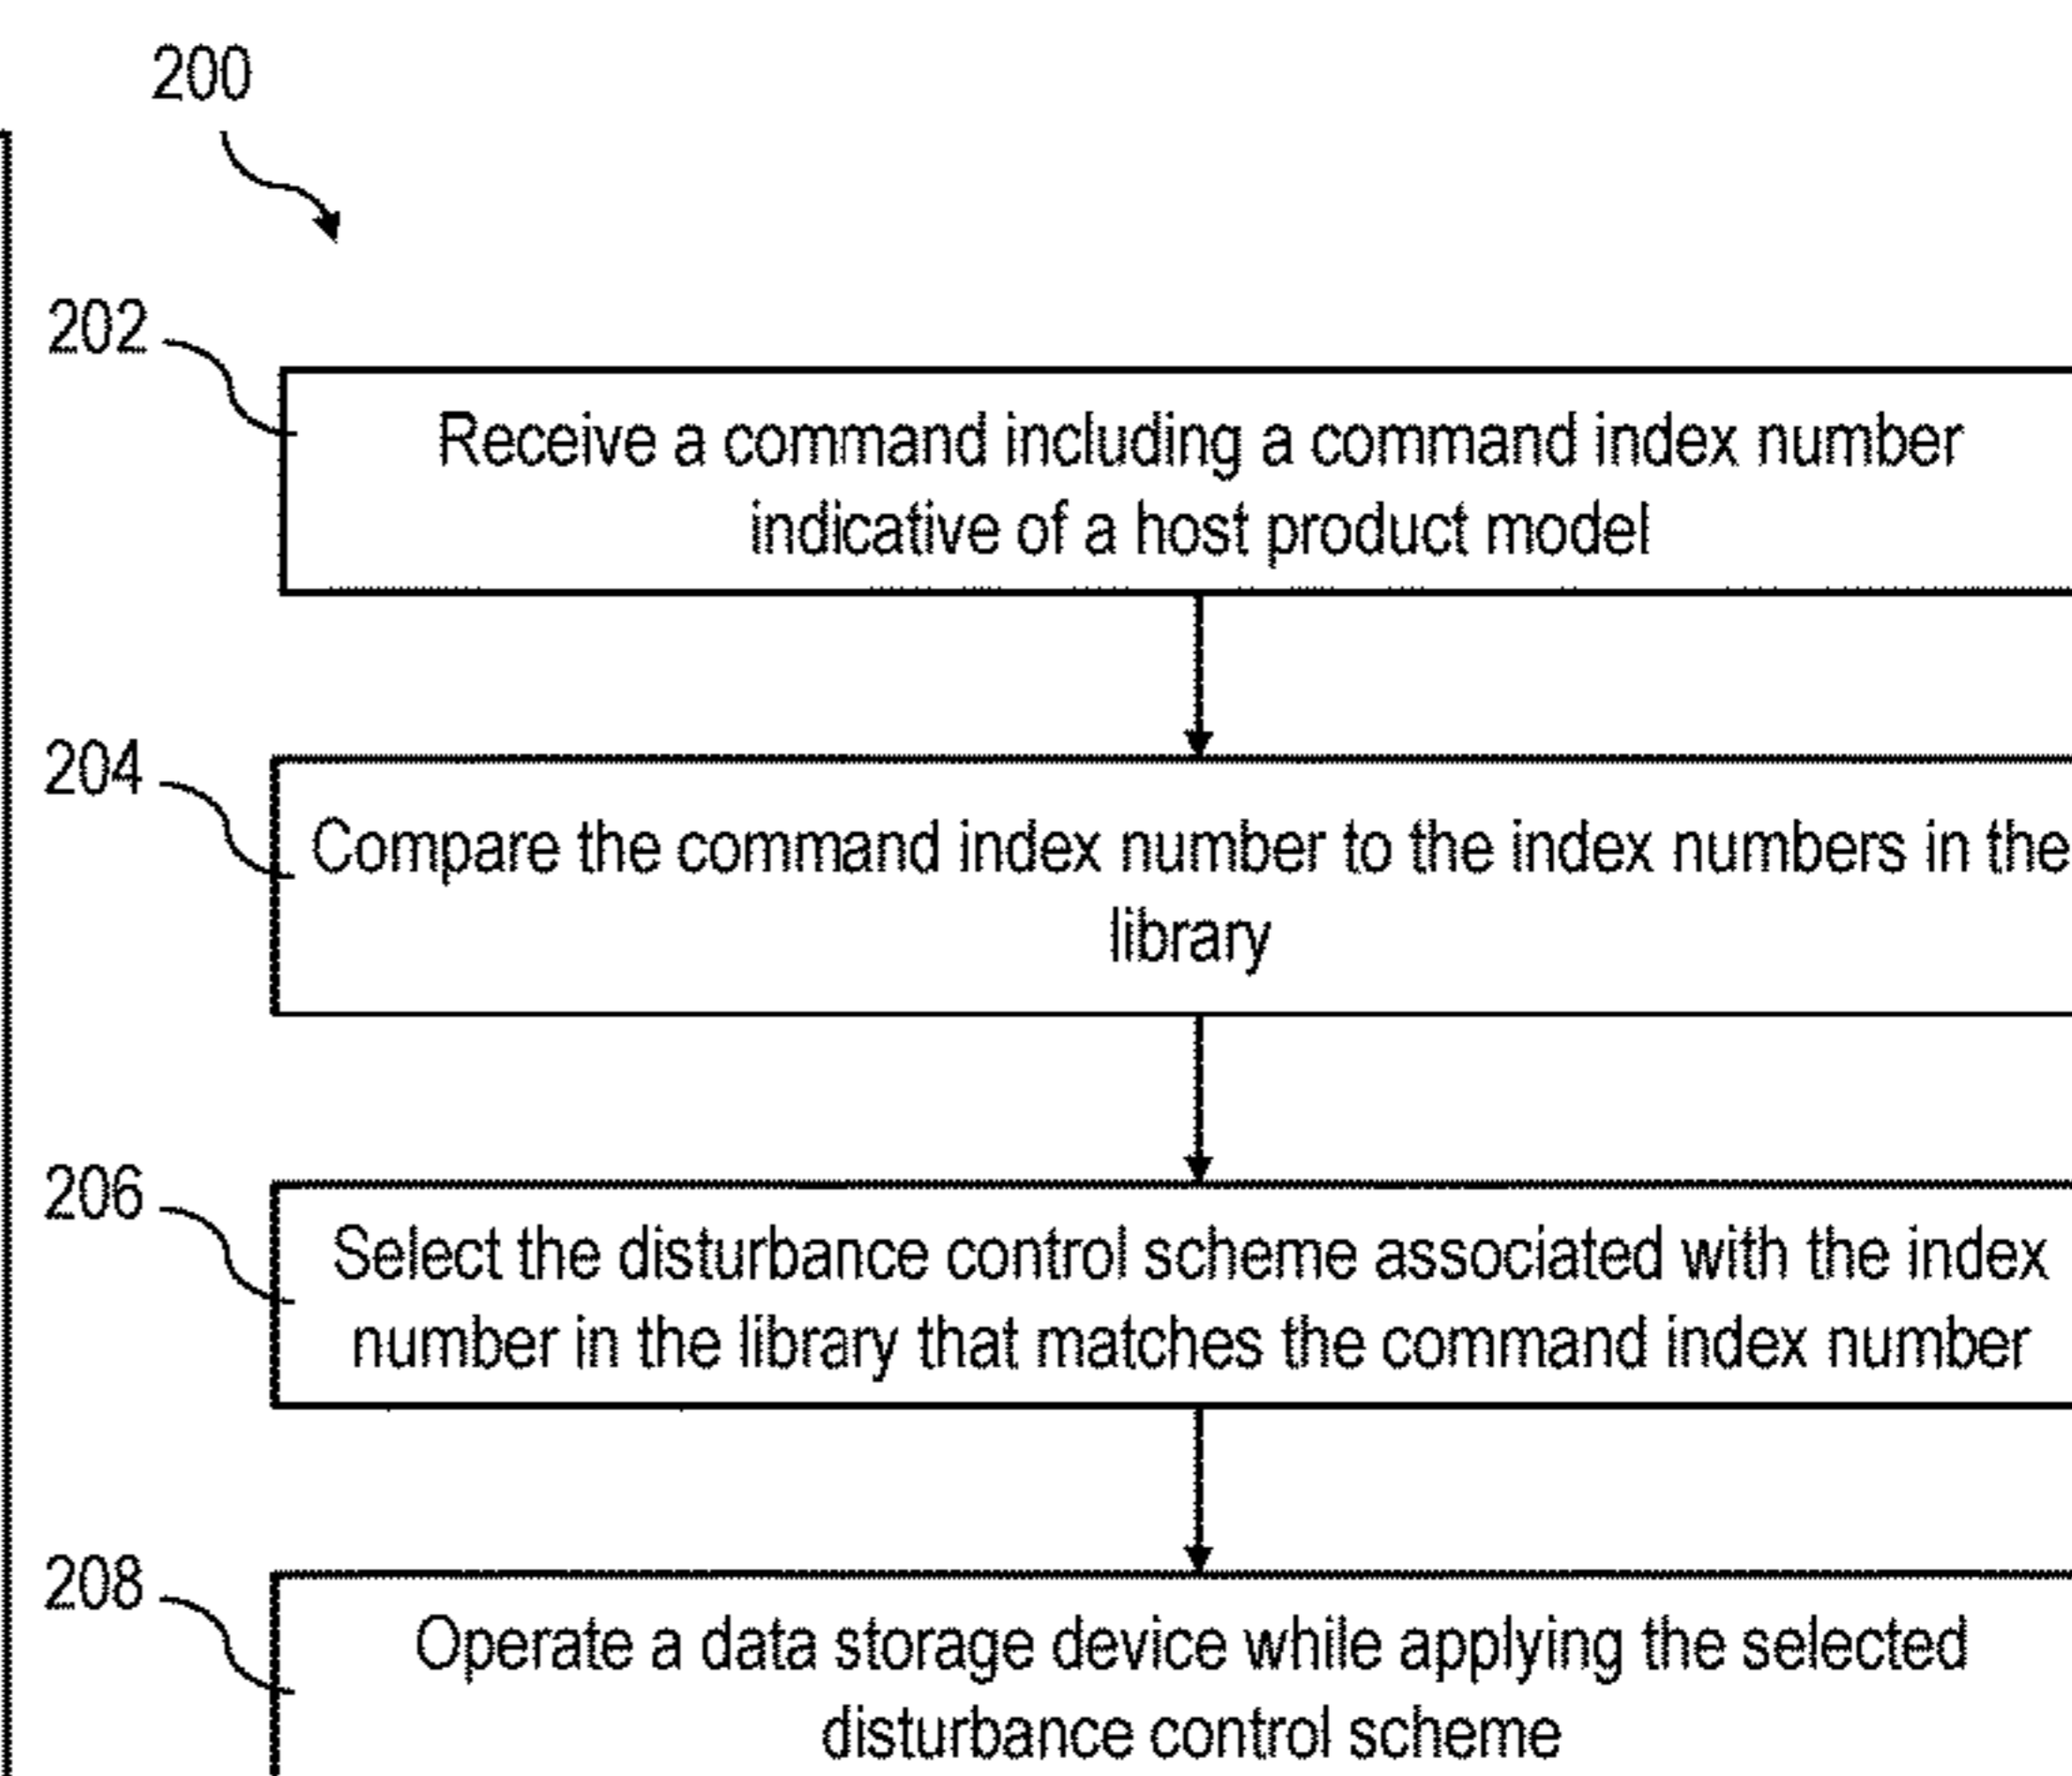 200
202
Receive a command including a command index number
indicative of a host product model
204
Compare the command index number to the index numbers in the
library
206
Select the disturbance control scheme associated with the index
number in the library that matches the command index number
208
Operate a data storage device while applying the selected
disturbance control scheme